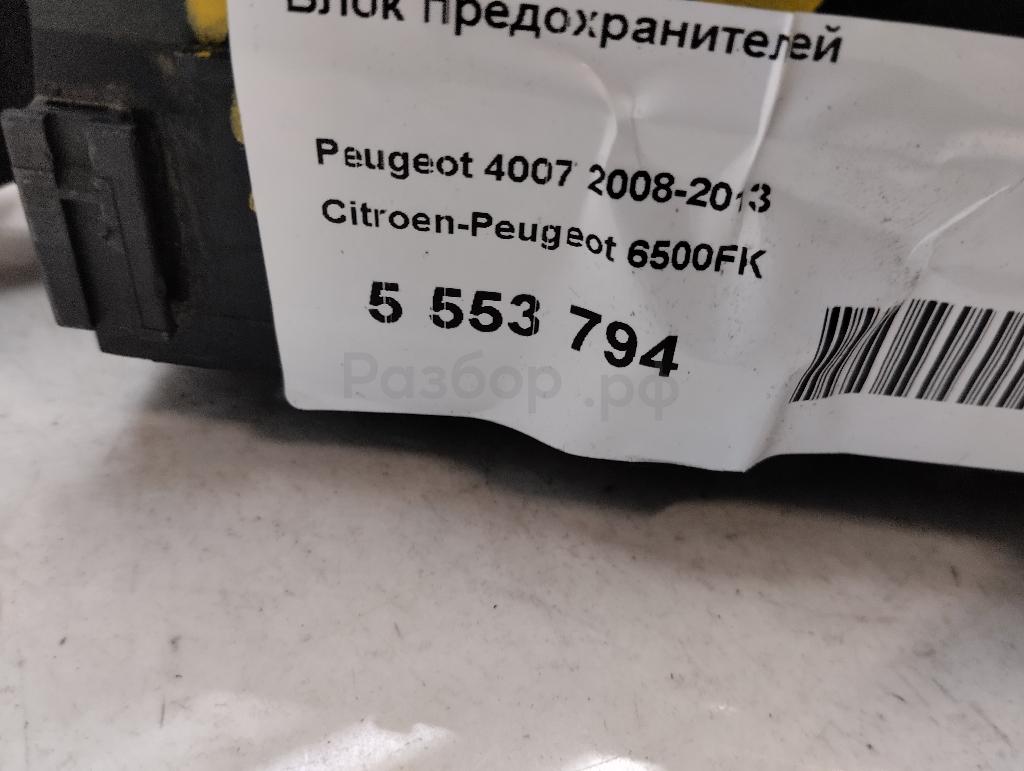 Блок предохранителей
Peugeot 4007 2008-2013
Citroen-Peugeot 6500FK
5 553 794
Разбор.рф